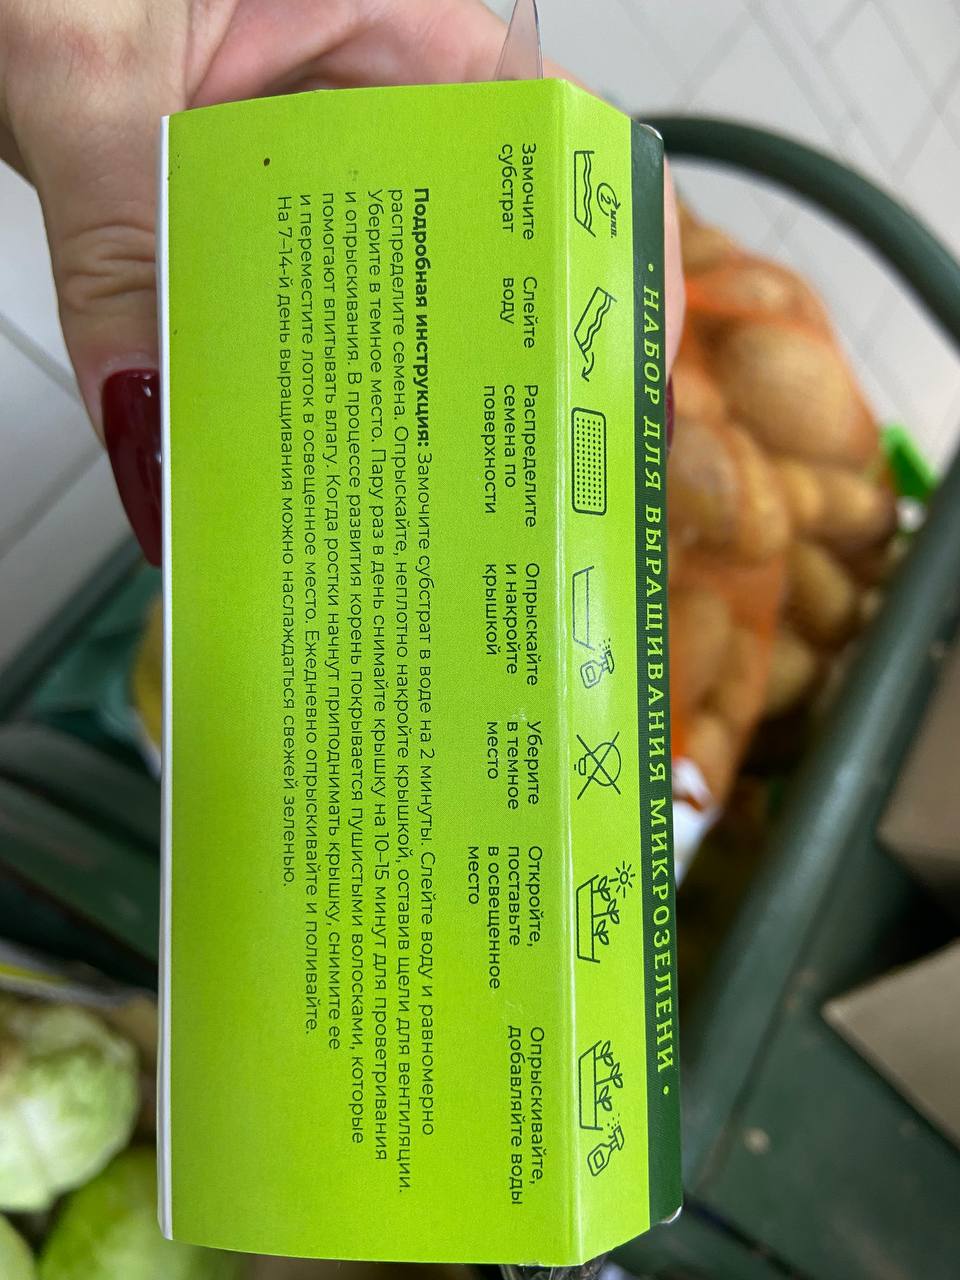 • НАБОР ДЛЯ ВЫРАЩИВАНИЯ МИКРОЗЕЛЕНИ •
2 мин.
Замочите
субстрат
Слейте
воду
Распределите
семена по
поверхности
Опрыскайте
и накройте
крышкой
Уберите
в темное
место
Откройте,
поставьте
в освещенное
место
Опрыскивайте,
добавляйте воды
Подробная инструкция: Замочите субстрат в воде на 2 минуты. Слейте воду и равномерно
распределите семена. Опрыскайте, неплотно накройте крышкой, оставив щели для вентиляции.
Уберите в темное место. Пару раз в день снимайте крышку на 10–15 минут для проветривания
и опрыскивания. В процессе развития корень покрывается пушистыми волосками, которые
помогают впитывать влагу. Когда ростки начнут приподнимать крышку, снимите ее
и переместите лоток в освещенное место. Ежедневно опрыскивайте и поливайте.
На 7–14-й день выращивания можно наслаждаться свежей зеленью.